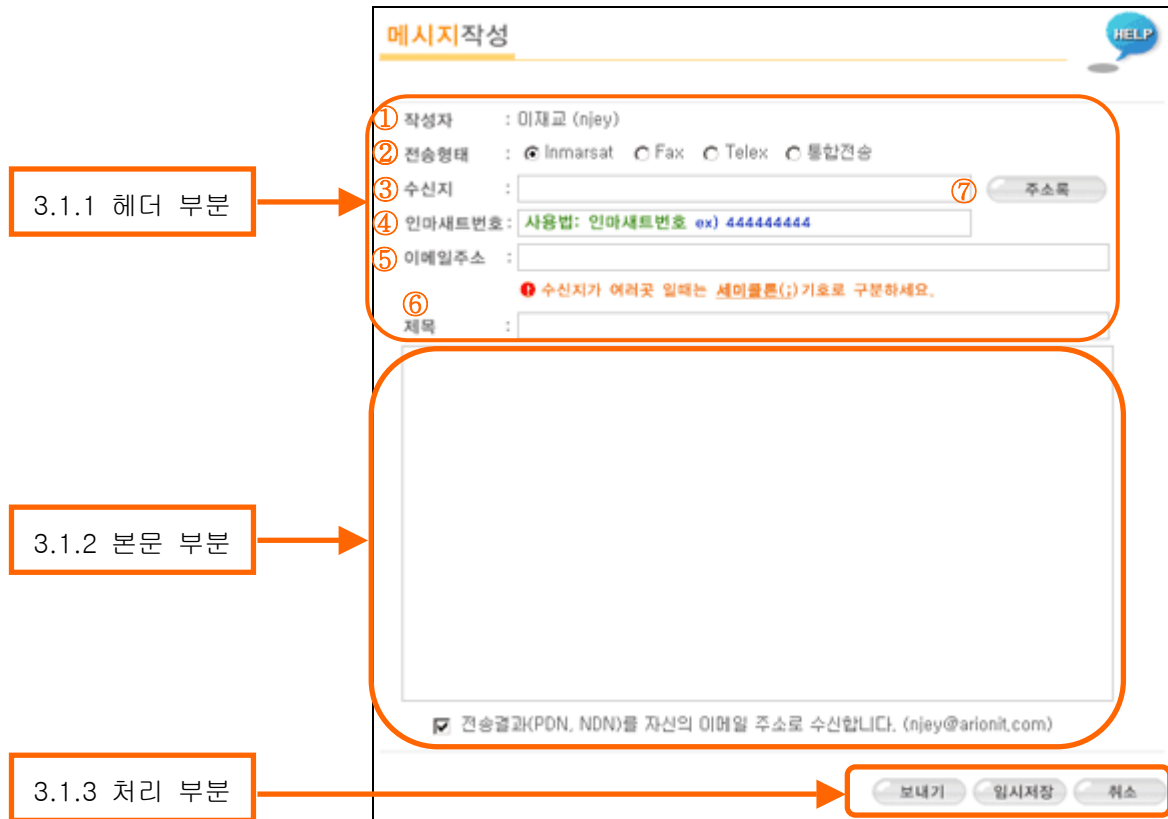 메시지작성
HELP
① 작성자 : 이재교 (njey)
② 전송형태 : Inmarsat Fax Telex 통합전송
3.1.1 헤더 부분
③ 수신지 : ⑦ 주소록
④ 인마새트번호 : 사용법: 인마새트번호 ex) 444444444
⑤ 이메일주소 :
수신지가 여러곳 일때는 세미콜론(;)기호로 구분하세요.
⑥
제목 :
3.1.2 본문 부분
전송결과(PDN, NDN)를 자신의 이메일 주소로 수신합니다. (njey@arionit.com)
3.1.3 처리 부분
보내기 임시저장 취소